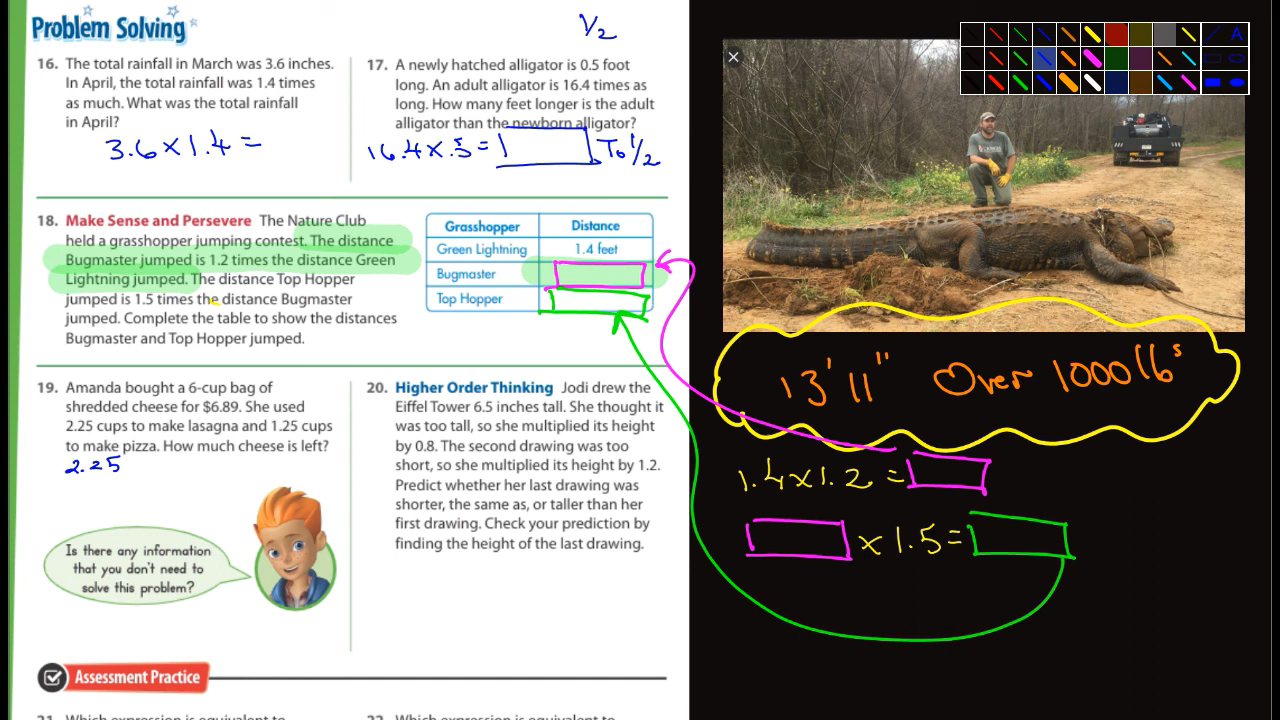 Problem Solving
1/2
16. The total rainfall in March was 3.6 inches.
In April, the total rainfall was 1.4 times
as much. What was the total rainfall
in April?
3.6 x 1.4 =
17. A newly hatched alligator is 0.5 foot
long. An adult alligator is 16.4 times as
long. How many feet longer is the adult
alligator than the newborn alligator?
16.4 x .5 =
To 1/2
18. Make Sense and Persevere The Nature Club
held a grasshopper jumping contest. The distance
Bugmaster jumped is 1.2 times the distance Green
Lightning jumped. The distance Top Hopper
jumped is 1.5 times the distance Bugmaster
jumped. Complete the table to show the distances
Bugmaster and Top Hopper jumped.
Grasshopper Distance
Green Lightning 1.4 feet
Bugmaster
Top Hopper
19. Amanda bought a 6-cup bag of
shredded cheese for $6.89. She used
2.25 cups to make lasagna and 1.25 cups
to make pizza. How much cheese is left?
2.25
Is there any information
that you don't need to
solve this problem?
20. Higher Order Thinking Jodi drew the
Eiffel Tower 6.5 inches tall. She thought it
was too tall, so she multiplied its height
by 0.8. The second drawing was too
short, so she multiplied its height by 1.2.
Predict whether her last drawing was
shorter, the same as, or taller than her
first drawing. Check your prediction by
finding the height of the last drawing.
Assessment Practice
A
13' 11" Over 1000 lbs
1.4 x 1.2 =
x 1.5 =